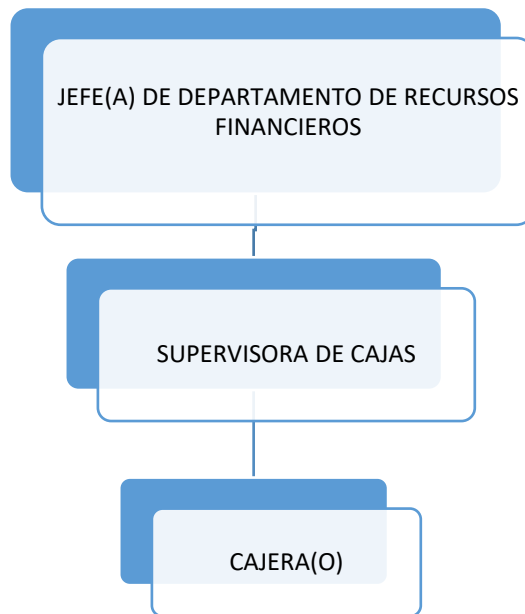 JEFE(A) DE DEPARTAMENTO DE RECURSOS
FINANCIEROS
SUPERVISORA DE CAJAS
CAJERA(O)